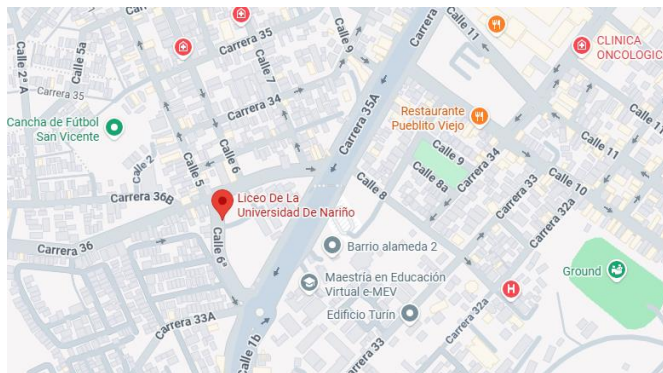 Carrera 35
Calle 11
CLINICA
ONCOLOGIC
Calle 5a
Calle 2ª A
Carrera 35
Calle 7
Calle 9
Carrera
Carrera 34
Carrera 35A
Restaurante
Pueblito Viejo
Cancha de Fútbol
San Vicente
Calle 2
Calle 6
Calle 5
Calle 9
Calle 8a
Carrera 34
Calle 11
Calle 10
Calle 8
Carrera 33
Carrera 32a
Carrera 36B
Liceo De La
Universidad De Nariño
Carrera 36
Calle 6ª
Barrio alameda 2
Maestría en Educación
Virtual e-MEV
Edificio Turín
Ground
H
Carrera 32a
Carrera 33A
Carrera 33
Calle 1b